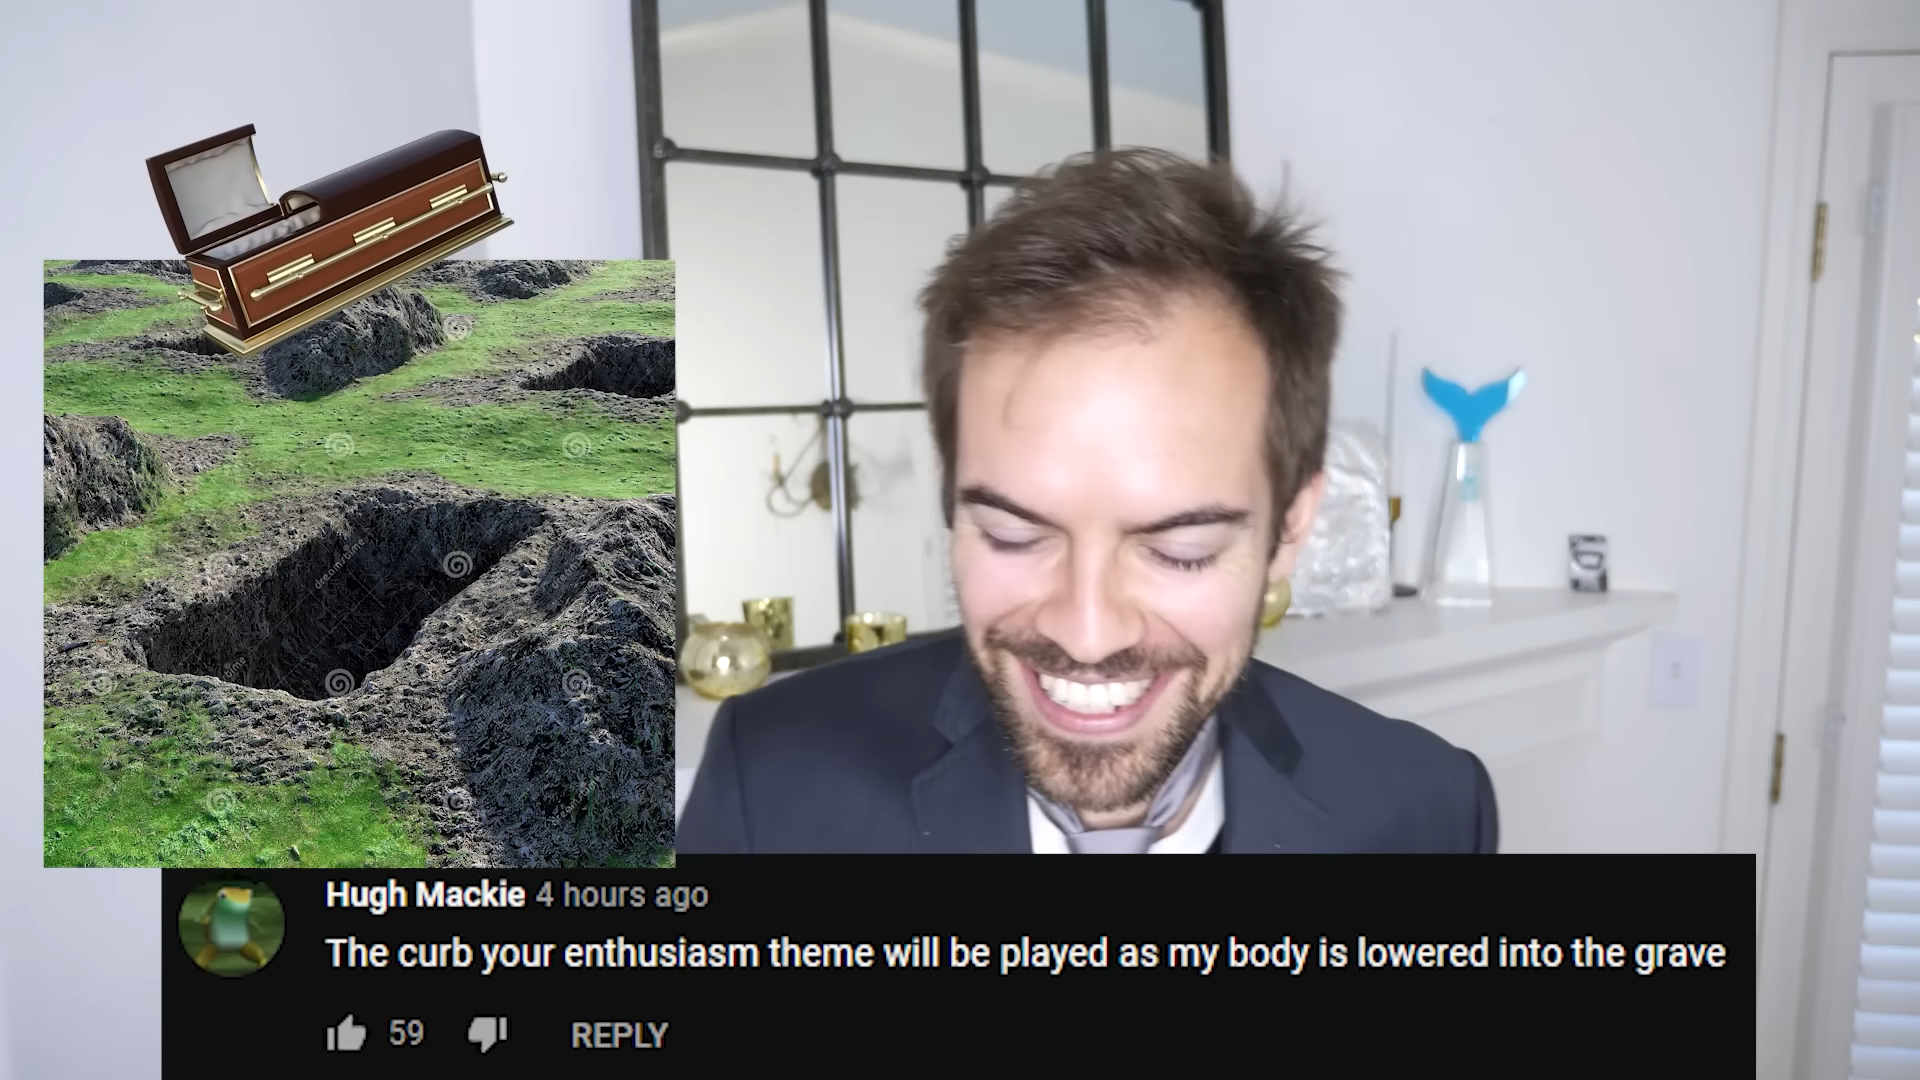 Hugh Mackie 4 hours ago
The curb your enthusiasm theme will be played as my body is lowered into the grave
59
REPLY
dreamstime